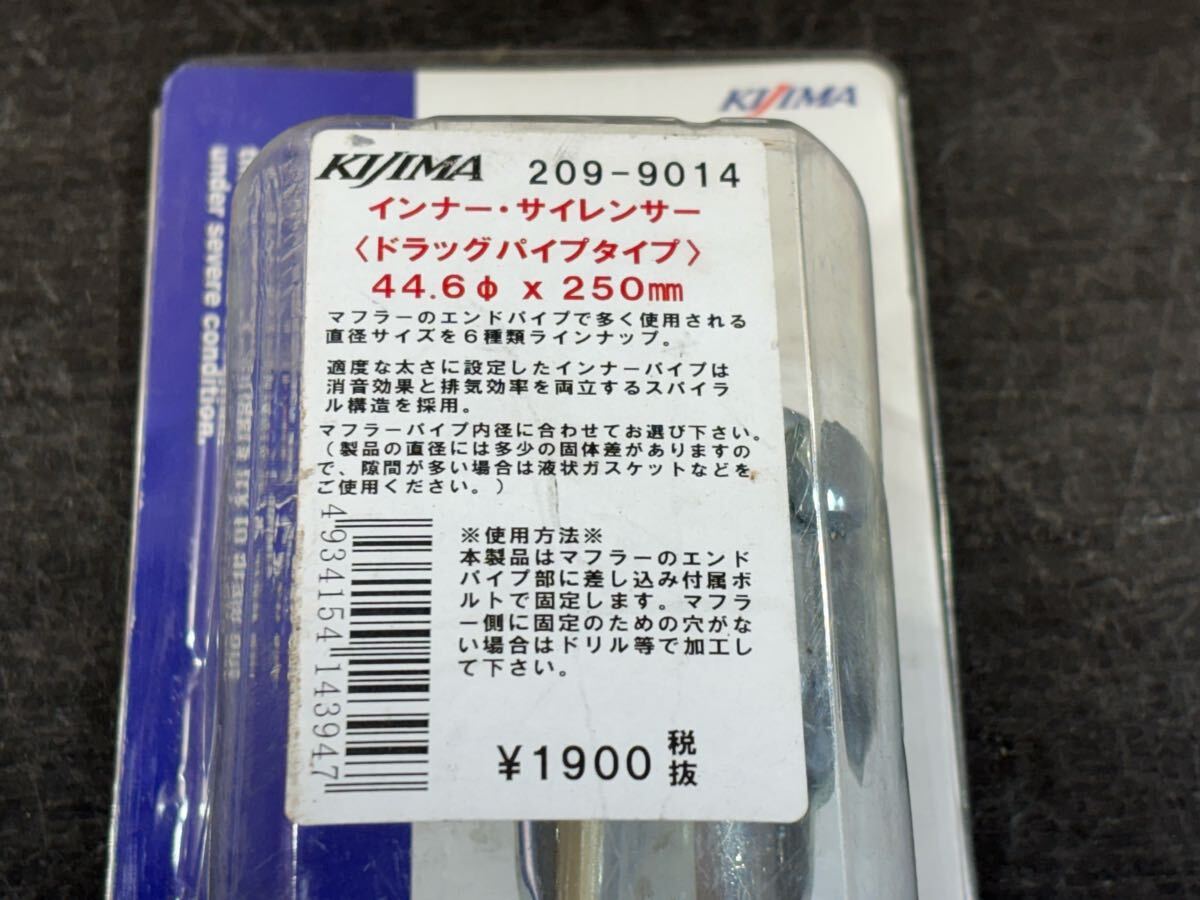 KIJIMA
KIJIMA 209-9014
インナー・サイレンサー
〈ドラッグパイプタイプ〉
44.6φ x 250mm
マフラーのエンドパイプで多く使用される
直径サイズを6種類ラインナップ。
適度な太さに設定したインナーパイプは
消音効果と排気効率を両立するスパイラ
ル構造を採用。
マフラーパイプ内径に合わせてお選び下さい。
(製品の直径には多少の固体差がありますの
で、隙間が多い場合は液状ガスケットなどを
ご使用ください。)
4934154143947
※使用方法※
本製品はマフラーのエンド
パイプ部に差し込み付属ボ
ルトで固定します。マフラ
ー側に固定のための穴がな
い場合はドリル等で加工し
て下さい。
¥1900 税抜
under severe condition.